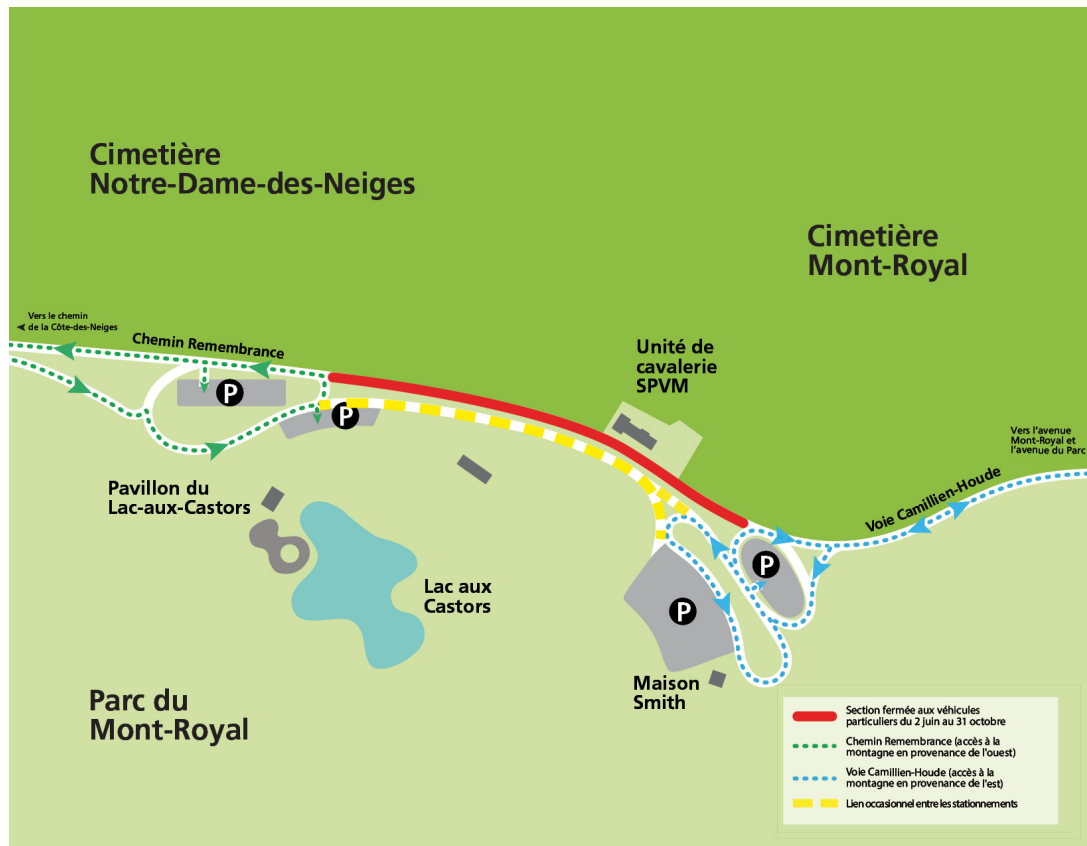 Cimetière
Notre-Dame-des-Neiges
Cimetière
Mont-Royal
Vers le chemin
de la Côte-des-Neiges
Chemin Remembrance
Unité de
cavalerie
SPVM
P
P
Vers l'avenue
Mont-Royal et
l'avenue du Parc
Voie Camillien-Houde
Pavillon du
Lac-aux-Castors
P
P
Lac aux
Castors
Maison
Smith
Parc du
Mont-Royal
Section fermée aux véhicules
particuliers du 2 juin au 31 octobre
Chemin Remembrance (accès à la
montagne en provenance de l'ouest)
Voie Camillien-Houde (accès à la
montagne en provenance de l'est)
Lien occasionnel entre les stationnements